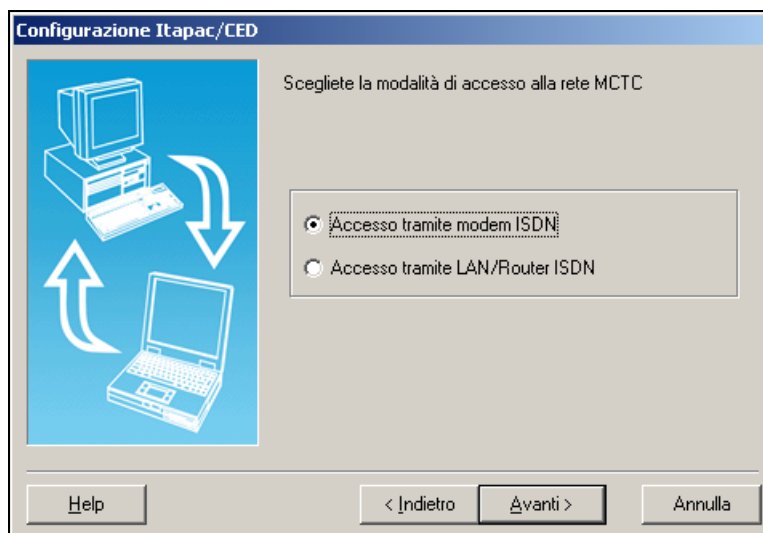 Configurazione Itapac/CED
Scegliete la modalità di accesso alla rete MCTC
Accesso tramite modem ISDN
Accesso tramite LAN/Router ISDN
Help
< Indietro
Avanti >
Annulla